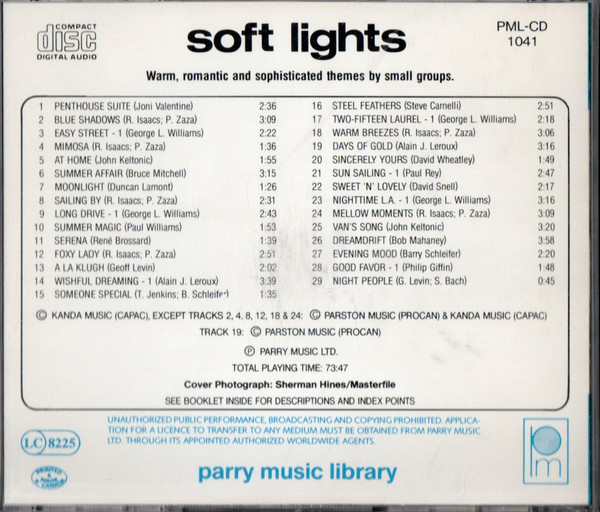 COMPACT
disc
DIGITAL AUDIO
soft lights
PML-CD
1041
Warm, romantic and sophisticated themes by small groups.
1 PENTHOUSE SUITE (Joni Valentine) 2:36
2 BLUE SHADOWS (R. Isaacs; P. Zaza) 3:09
3 EASY STREET - 1 (George L. Williams) 2:22
4 MIMOSA (R. Isaacs; P. Zaza) 1:36
5 AT HOME (John Keltonic) 1:55
6 SUMMER AFFAIR (Bruce Mitchell) 3:15
7 MOONLIGHT (Duncan Lamont) 1:26
8 SAILING BY (R. Isaacs; P. Zaza) 2:31
9 LONG DRIVE - 1 (George L. Williams) 2:43
10 SUMMER MAGIC (Paul Williams) 1:53
11 SERENA (René Brossard) 1:39
12 FOXY LADY (R. Isaacs; P. Zaza) 2:51
13 A LA KLUGH (Geoff Levin) 2:02
14 WISHFUL DREAMING - 1 (Alain J. Leroux) 3:39
15 SOMEONE SPECIAL (T. Jenkins; B. Schleifer) 1:35
16 STEEL FEATHERS (Steve Carnelli) 2:51
17 TWO-FIFTEEN LAUREL - 1 (George L. Williams) 2:18
18 WARM BREEZES (R. Isaacs; P. Zaza) 3:06
19 DAYS OF GOLD (Alain J. Leroux) 3:16
20 SINCERELY YOURS (David Wheatley) 1:49
21 SUN SAILING - 1 (Paul Rey) 2:47
22 SWEET 'N' LOVELY (David Snell) 2:17
23 NIGHTTIME L.A. - 1 (George L. Williams) 3:16
24 MELLOW MOMENTS (R. Isaacs; P. Zaza) 3:09
25 VAN'S SONG (John Keltonic) 3:20
26 DREAMDRIFT (Bob Mahaney) 3:58
27 EVENING MOOD (Barry Schleifer) 2:20
28 GOOD FAVOR - 1 (Philip Giffin) 1:48
29 NIGHT PEOPLE (G. Levin; S. Bach) 0:45
© KANDA MUSIC (CAPAC), EXCEPT TRACKS 2, 4, 8, 12, 18 & 24: © PARSTON MUSIC (PROCAN) & KANDA MUSIC (CAPAC)
TRACK 19: © PARSTON MUSIC (PROCAN)
℗ PARRY MUSIC LTD.
TOTAL PLAYING TIME: 73:47
Cover Photograph: Sherman Hines/Masterfile
SEE BOOKLET INSIDE FOR DESCRIPTIONS AND INDEX POINTS
UNAUTHORIZED PUBLIC PERFORMANCE, BROADCASTING AND COPYING PROHIBITED. APPLICA-
TION FOR A LICENCE TO TRANSFER TO ANY MEDIUM MUST BE OBTAINED FROM PARRY MUSIC
LTD. THROUGH ITS APPOINTED AUTHORIZED WORLDWIDE AGENTS.
LC 8225
PRINTED
CANADA
pm
parry music library